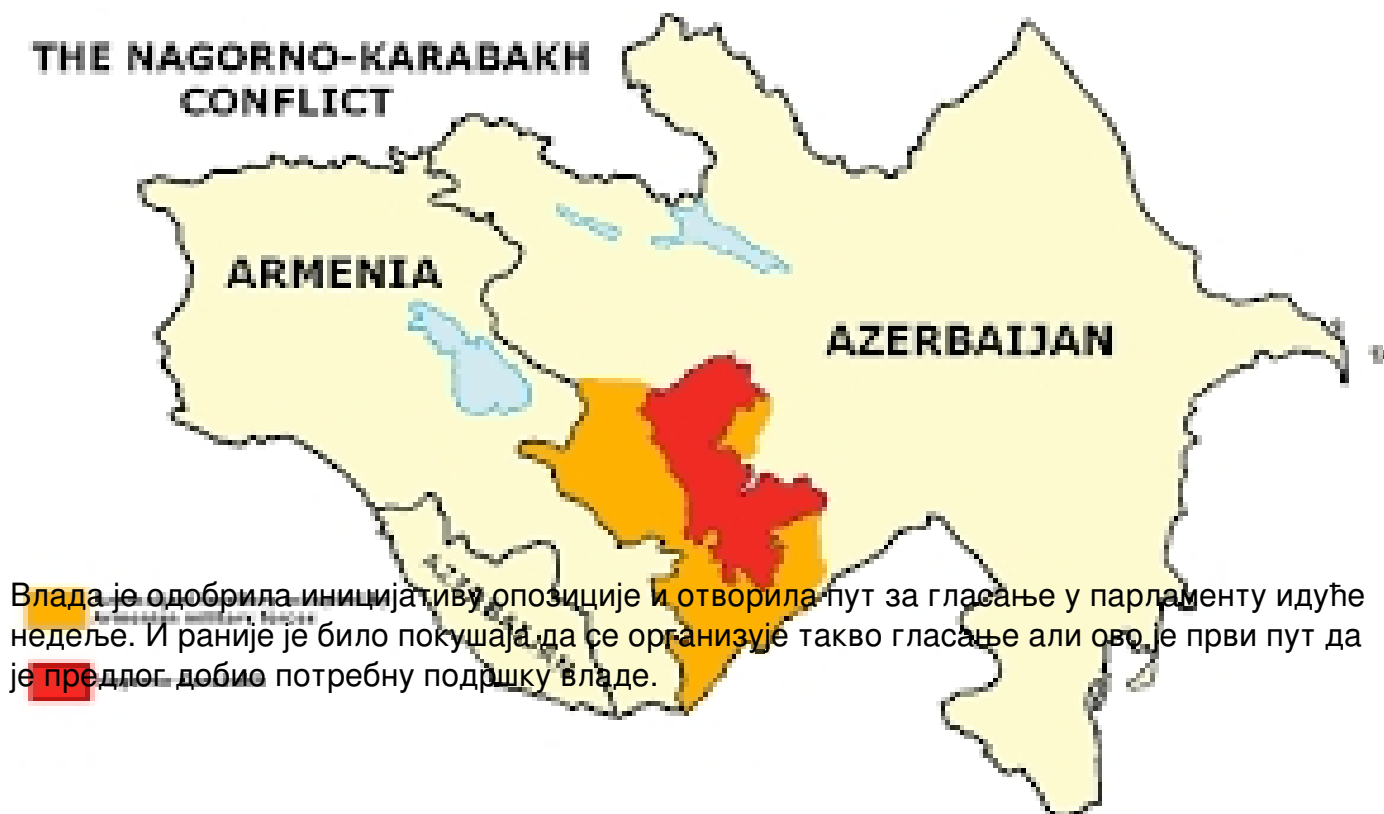 THE NAGORNO-KARABAKH
CONFLICT
ARMENIA
AZERBAIJAN
AZERBAIJAN
Влада је одобрила иницијативу опозиције и отворила пут за гласање у парламенту идуће
недеље. И раније је било покушаја да се организује такво гласање али ово је први пут да
је предлог добио потребну подршку владе.